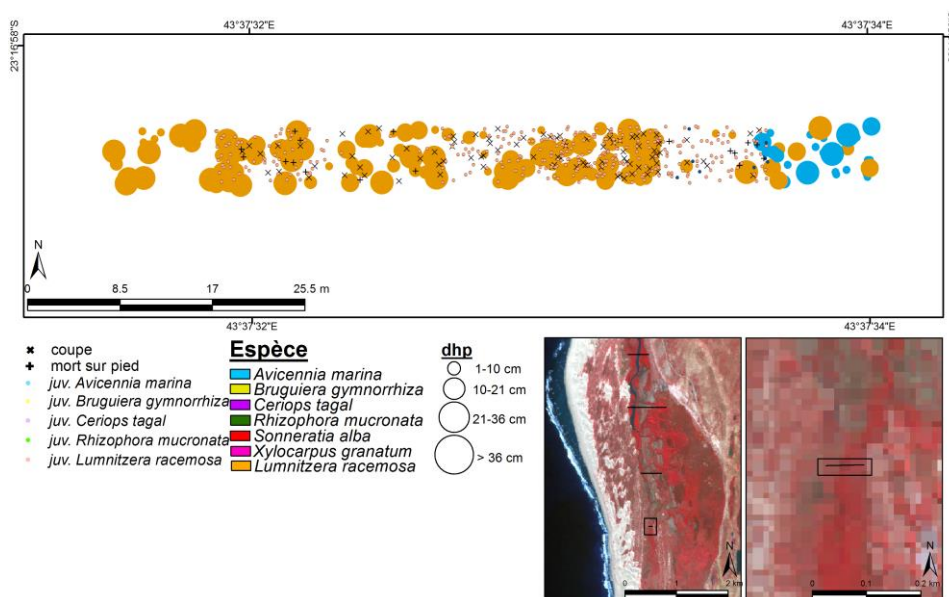 43°37'32"E
43°37'34"E
23°16'58"S
N
0 8.5 17 25.5 m
43°37'32"E
43°37'34"E
coupe
mort sur pied
juv. Avicennia marina
juv. Bruguiera gymnorrhiza
juv. Ceriops tagal
juv. Rhizophora mucronata
juv. Lumnitzera racemosa
Espèce
Avicennia marina
Bruguiera gymnorrhiza
Ceriops tagal
Rhizophora mucronata
Sonneratia alba
Xylocarpus granatum
Lumnitzera racemosa
dhp
1-10 cm
10-21 cm
21-36 cm
> 36 cm
N
0 1 2 km
N
0 0.1 0.2 km